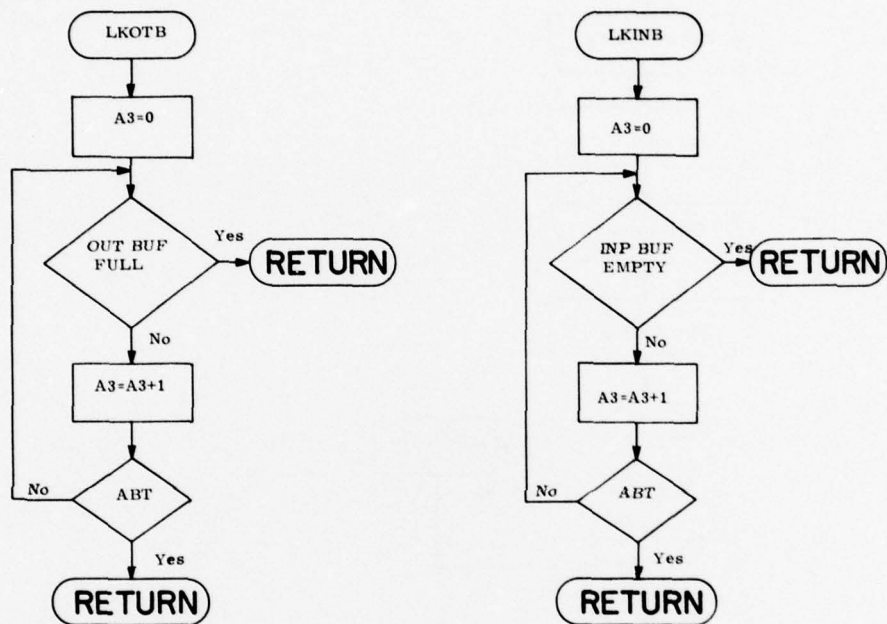 LKOTB
A3=0
OUT BUF
FULL
Yes
RETURN
No
A3=A3+1
ABT
No
Yes
RETURN
LKINB
A3=0
INP BUF
EMPTY
Yes
RETURN
No
A3=A3+1
ABT
No
Yes
RETURN